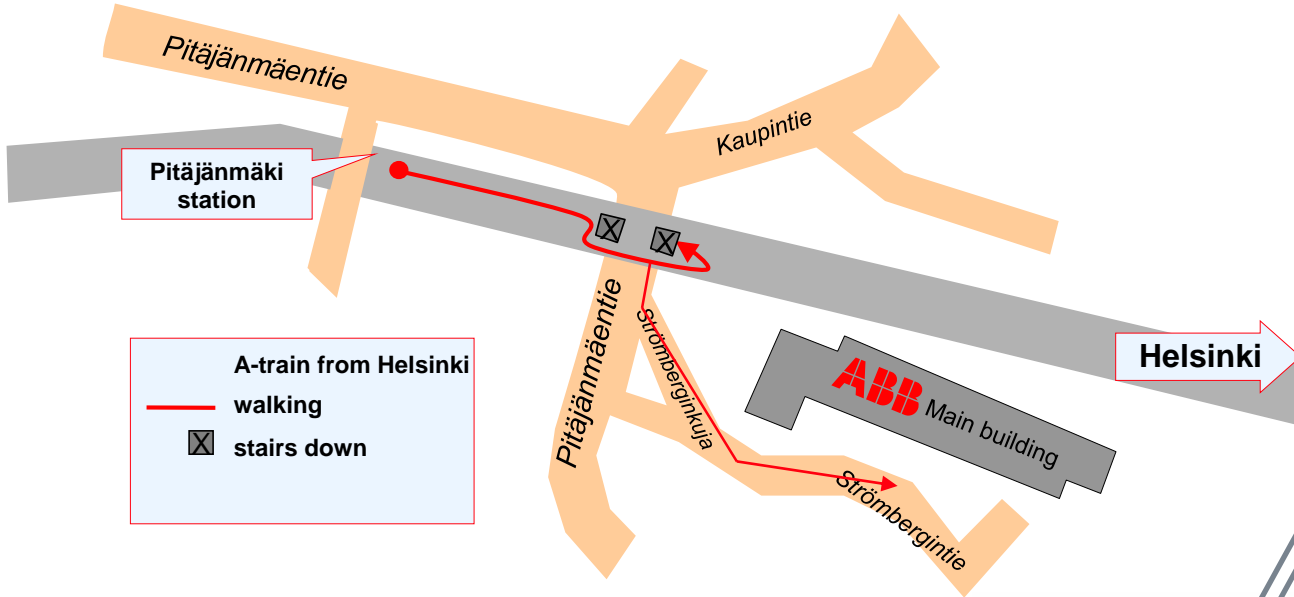 Pitäjänmäentie
Kaupintie
Pitäjänmäki
station
X X
Pitäjänmäentie
Strömberginkuja
Helsinki
ABB Main building
A-train from Helsinki
walking
X stairs down
Strömbergintie